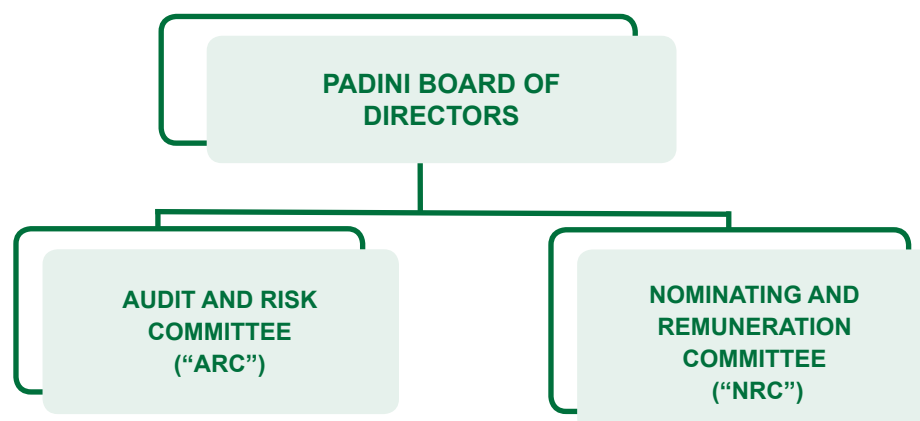 PADINI BOARD OF
DIRECTORS
AUDIT AND RISK
COMMITTEE
(“ARC”)
NOMINATING AND
REMUNERATION
COMMITTEE
(“NRC”)